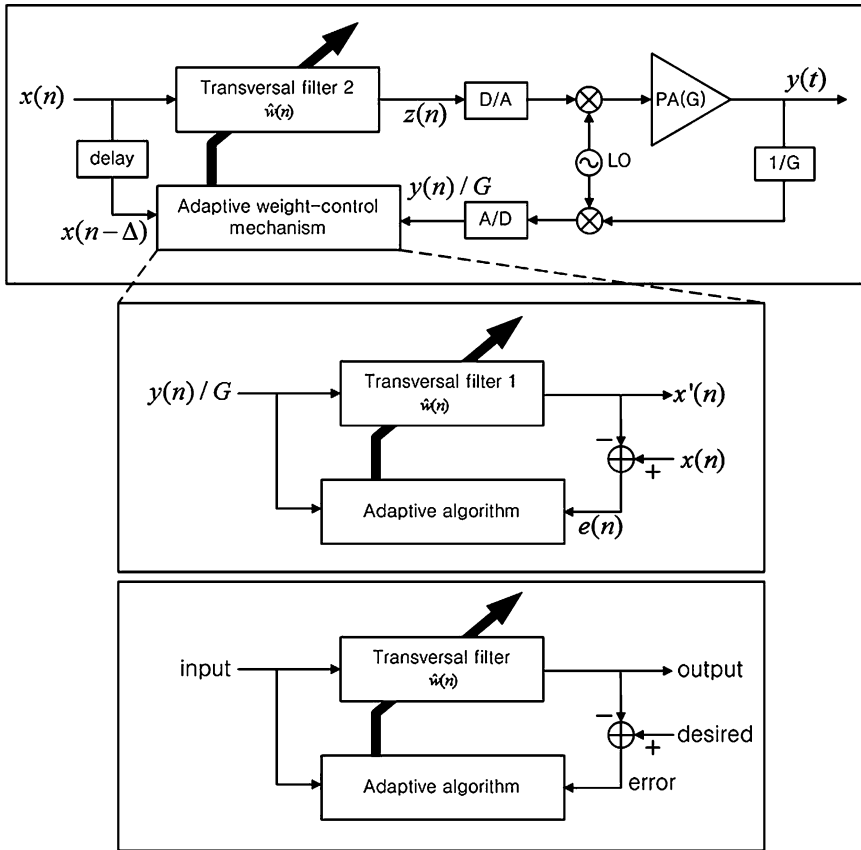 x(n)
Transversal filter 2
ŵ(n)
z(n)
D/A
PA(G)
y(t)
delay
LO
1/G
x(n−Δ)
Adaptive weight-control
mechanism
y(n) / G
A/D
y(n) / G
Transversal filter 1
ŵ(n)
x'(n)
−
+
x(n)
Adaptive algorithm
e(n)
input
Transversal filter
ŵ(n)
output
−
+
desired
Adaptive algorithm
error